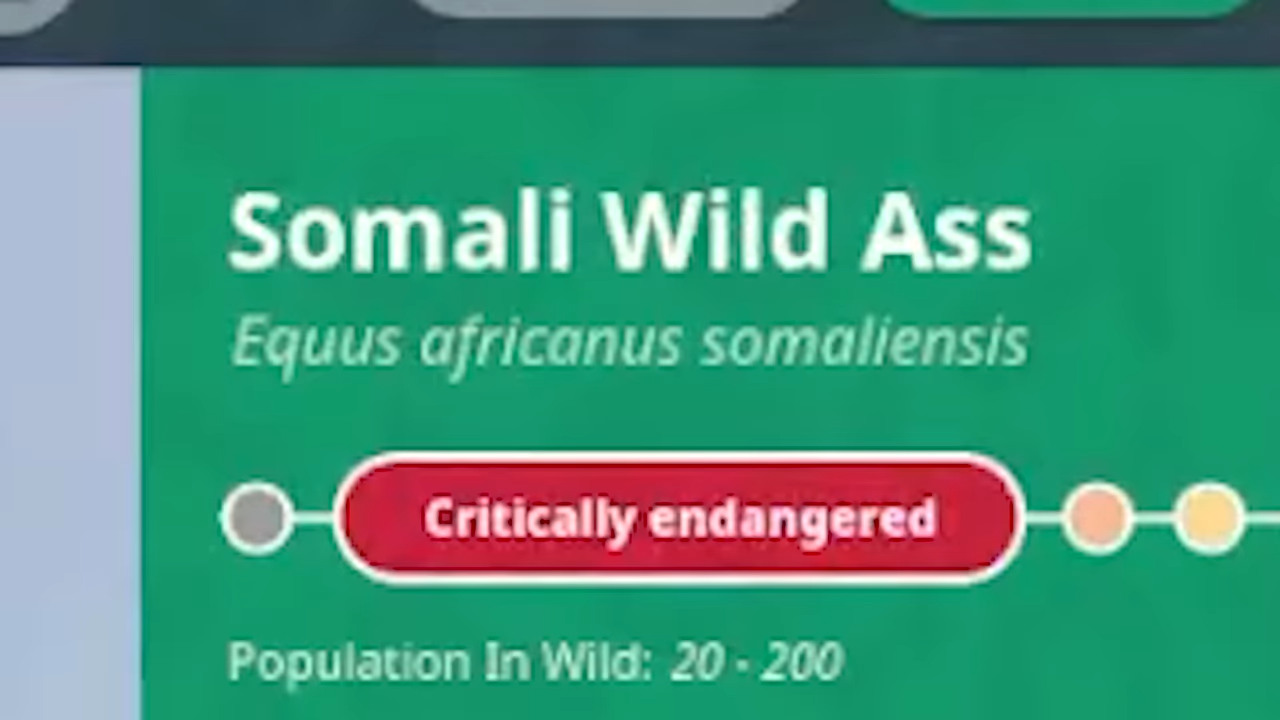 Somali Wild Ass
Equus africanus somaliensis
Critically endangered
Population In Wild: 20 - 200